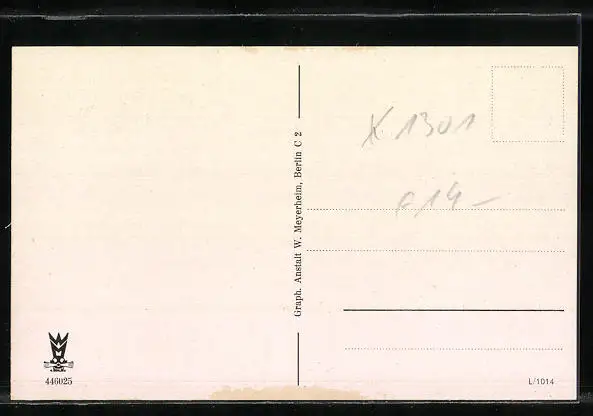 X 1301
14-
Graph. Anstalt W. Meyerheim, Berlin C 2
446025
L/1014